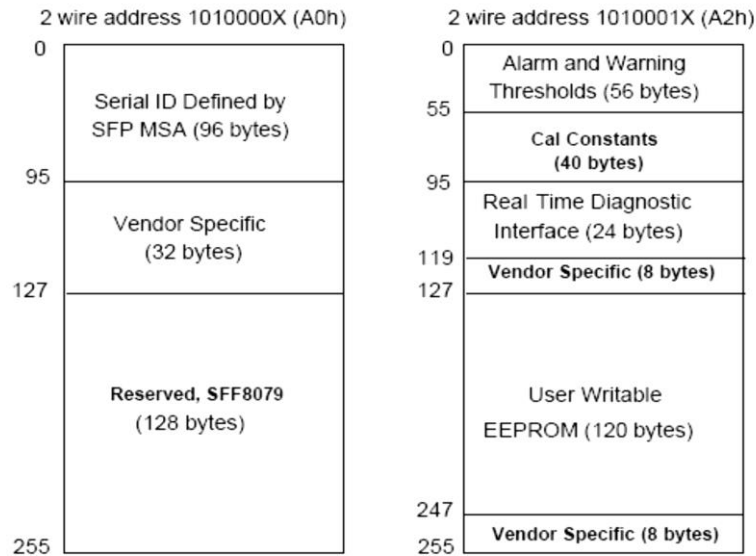 2 wire address 1010000X (A0h)
0
Serial ID Defined by
SFP MSA (96 bytes)
95
Vendor Specific
(32 bytes)
127
Reserved, SFF8079
(128 bytes)
255
2 wire address 1010001X (A2h)
0
Alarm and Warning
Thresholds (56 bytes)
55
Cal Constants
(40 bytes)
95
Real Time Diagnostic
Interface (24 bytes)
119
Vendor Specific (8 bytes)
127
User Writable
EEPROM (120 bytes)
247
Vendor Specific (8 bytes)
255